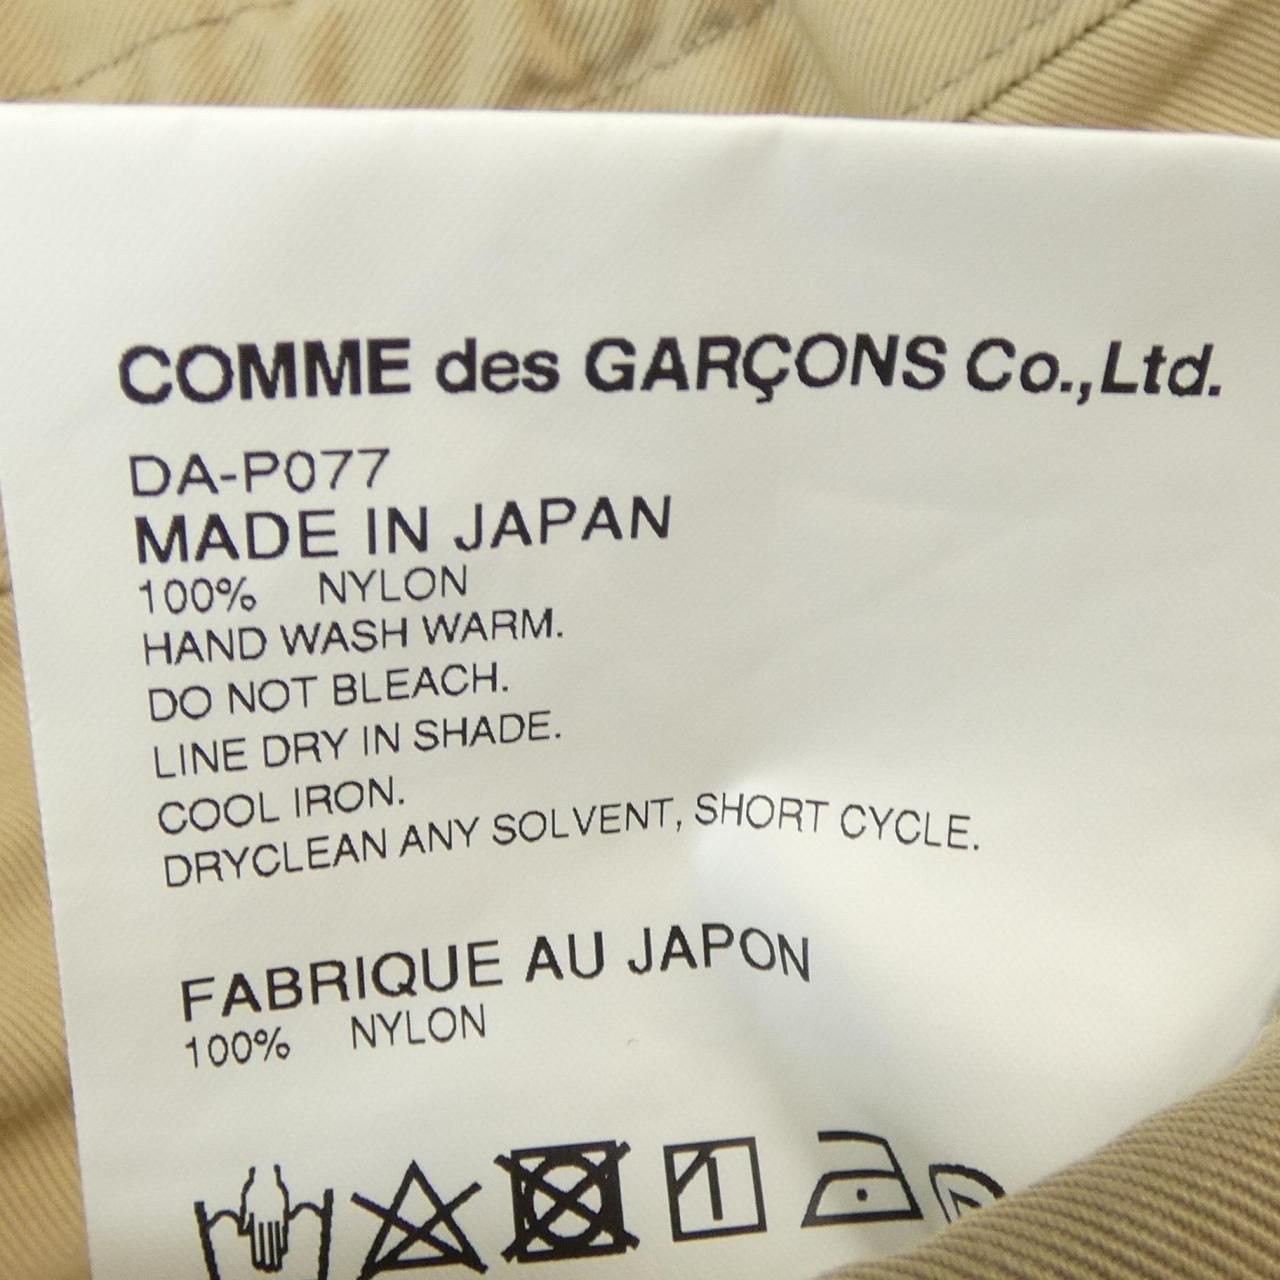 COMME des GARÇONS Co.,Ltd.
DA-P077
MADE IN JAPAN
100% NYLON
HAND WASH WARM.
DO NOT BLEACH.
LINE DRY IN SHADE.
COOL IRON.
DRYCLEAN ANY SOLVENT, SHORT CYCLE.
FABRIQUE AU JAPON
100% NYLON